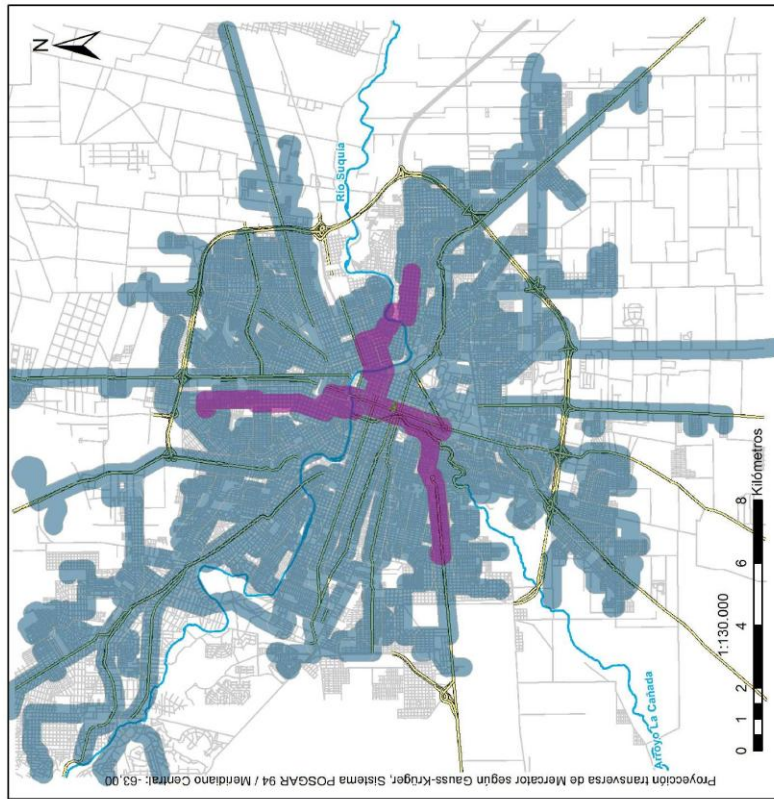 N
Río Suquía
Arroyo La Cañada
1:130.000
0 1 2 4 6 8
Kilómetros
Proyección transversa de Mercator según Gauss-Krüger, Sistema POSGAR 94 / Meridiano Central: -63,00